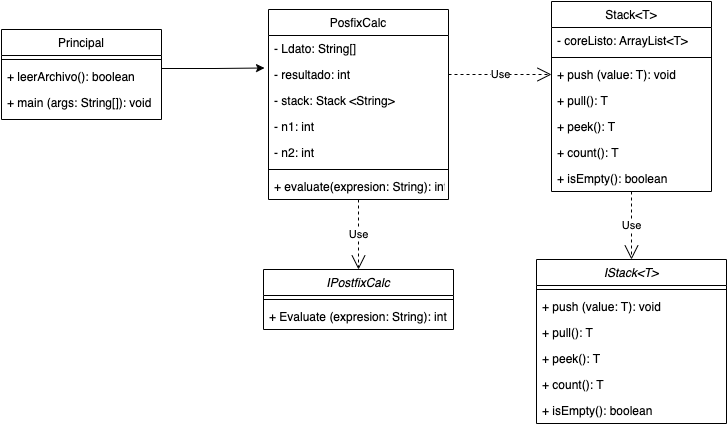 Principal
+ leerArchivo(): boolean
+ main (args: String[]): void
PosfixCalc
- Ldato: String[]
- resultado: int
- stack: Stack <String>
- n1: int
- n2: int
+ evaluate(expresion: String): in
Use
Stack<T>
- coreListo: ArrayList<T>
+ push (value: T): void
+ pull(): T
+ peek(): T
+ count(): T
+ isEmpty(): boolean
Use
Use
IPostfixCalc
+ Evaluate (expresion: String): int
IStack<T>
+ push (value: T): void
+ pull(): T
+ peek(): T
+ count(): T
+ isEmpty(): boolean